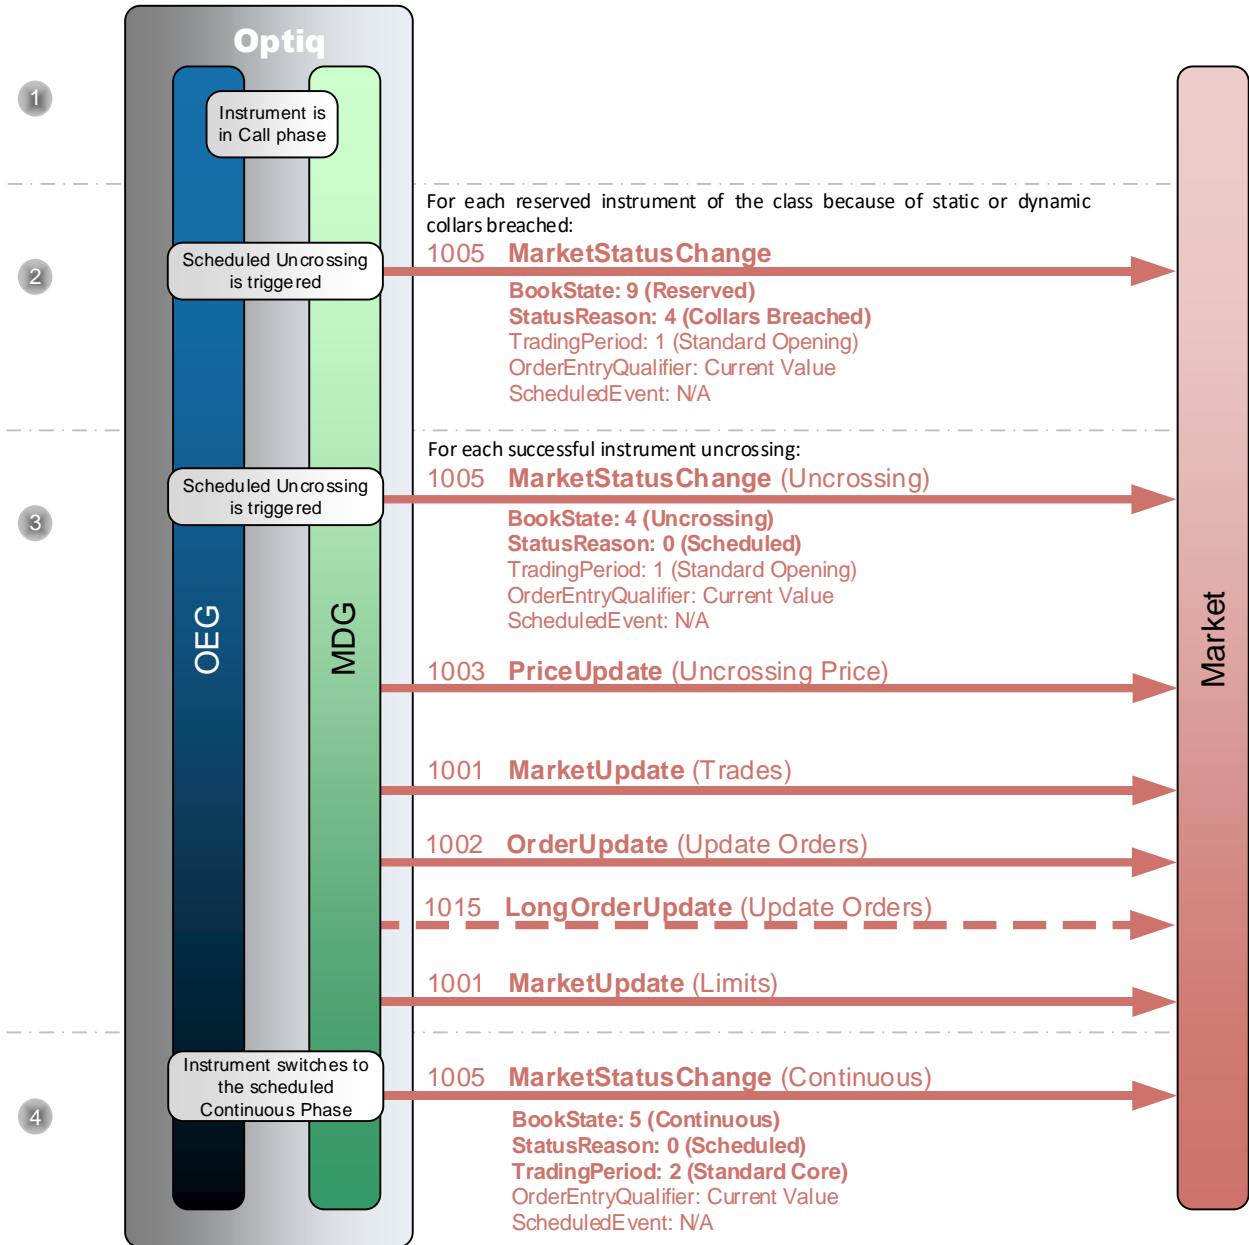 Optiq
1
Instrument is
in Call phase
For each reserved instrument of the class because of static or dynamic
collars breached:
2
Scheduled Uncrossing
is triggered
1005 MarketStatusChange
BookState: 9 (Reserved)
StatusReason: 4 (Collars Breached)
TradingPeriod: 1 (Standard Opening)
OrderEntryQualifier: Current Value
ScheduledEvent: N/A
For each successful instrument uncrossing:
3
Scheduled Uncrossing
is triggered
1005 MarketStatusChange (Uncrossing)
BookState: 4 (Uncrossing)
StatusReason: 0 (Scheduled)
TradingPeriod: 1 (Standard Opening)
OrderEntryQualifier: Current Value
ScheduledEvent: N/A
OEG
MDG
Market
1003 PriceUpdate (Uncrossing Price)
1001 MarketUpdate (Trades)
1002 OrderUpdate (Update Orders)
1015 LongOrderUpdate (Update Orders)
1001 MarketUpdate (Limits)
4
Instrument switches to
the scheduled
Continuous Phase
1005 MarketStatusChange (Continuous)
BookState: 5 (Continuous)
StatusReason: 0 (Scheduled)
TradingPeriod: 2 (Standard Core)
OrderEntryQualifier: Current Value
ScheduledEvent: N/A